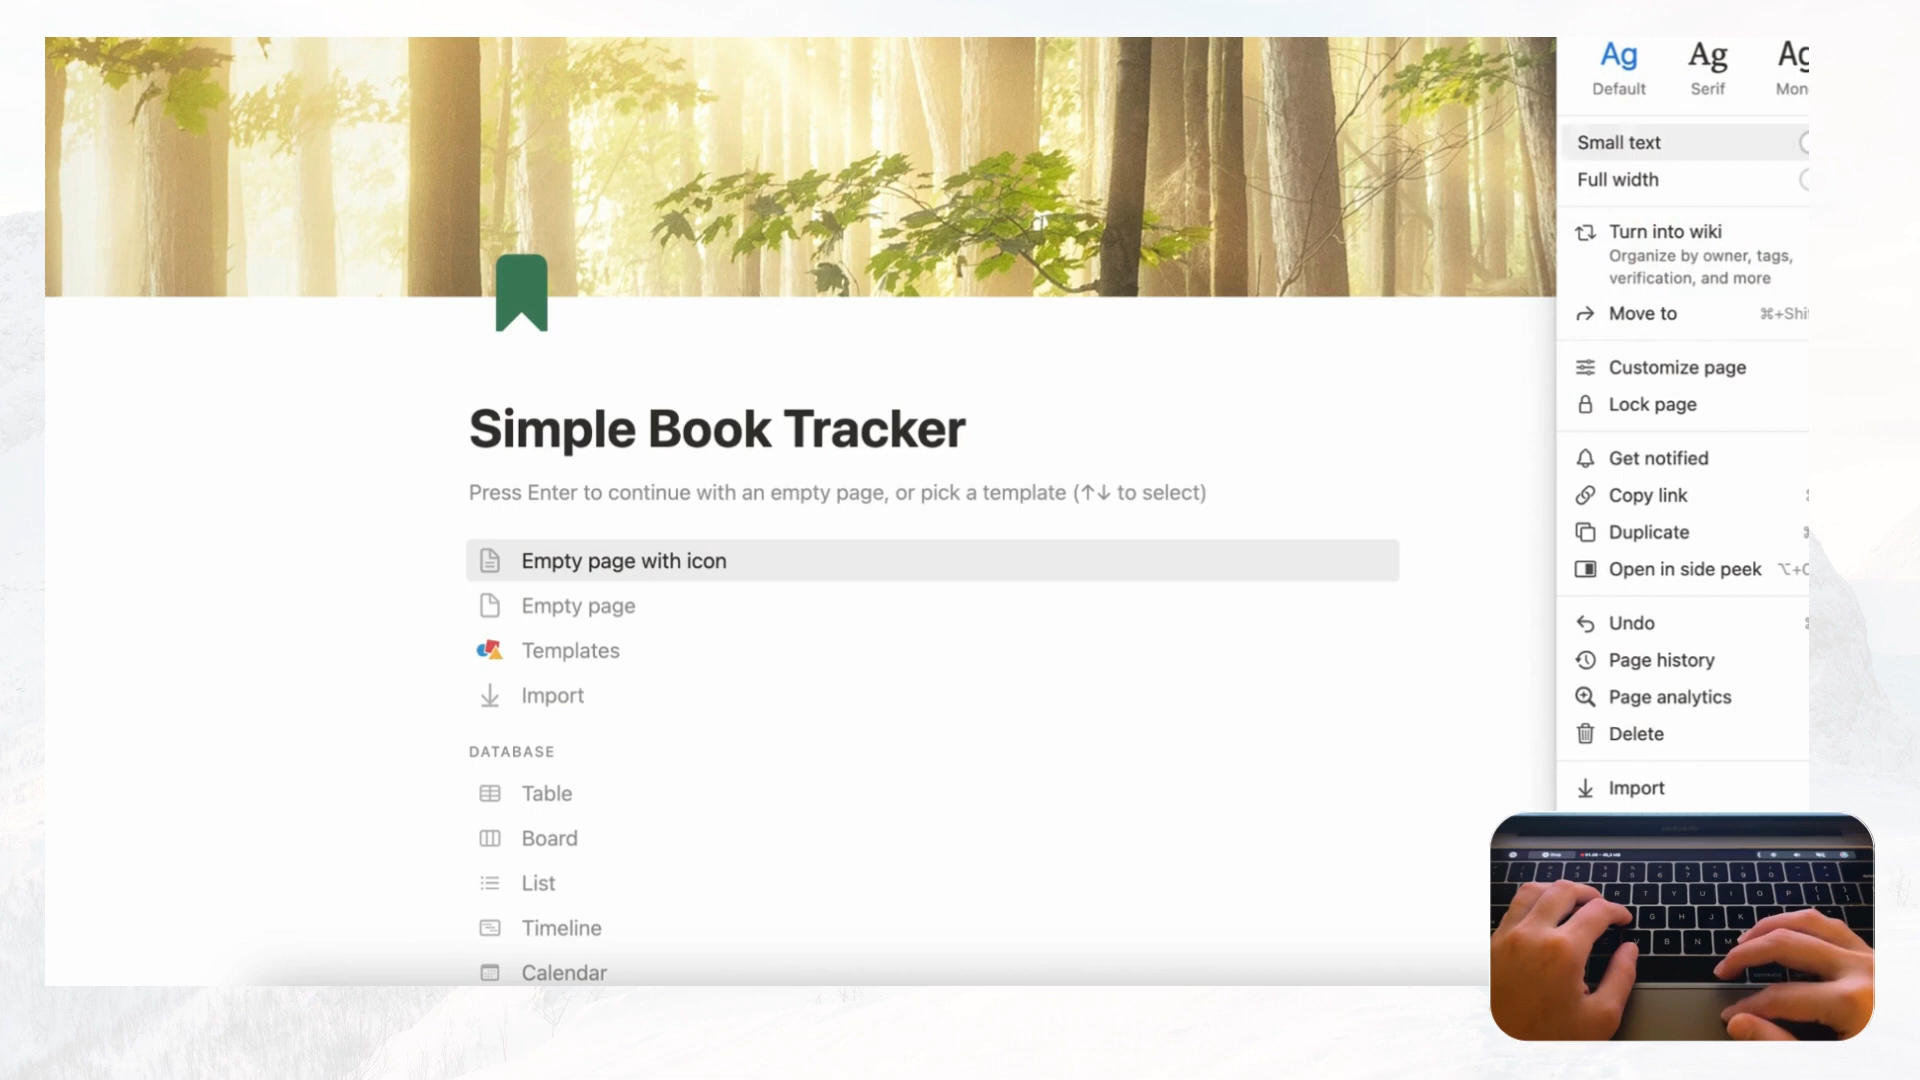 Ag Ag Ag
Default Serif Mon
Small text
Full width
Turn into wiki
Organize by owner, tags,
verification, and more
Move to ⌘+Shi
Customize page
Lock page
Get notified
Copy link
Duplicate
Open in side peek ⌥+
Undo
Page history
Page analytics
Delete
Import
Simple Book Tracker
Press Enter to continue with an empty page, or pick a template (↑↓ to select)
Empty page with icon
Empty page
Templates
Import
DATABASE
Table
Board
List
Timeline
Calendar